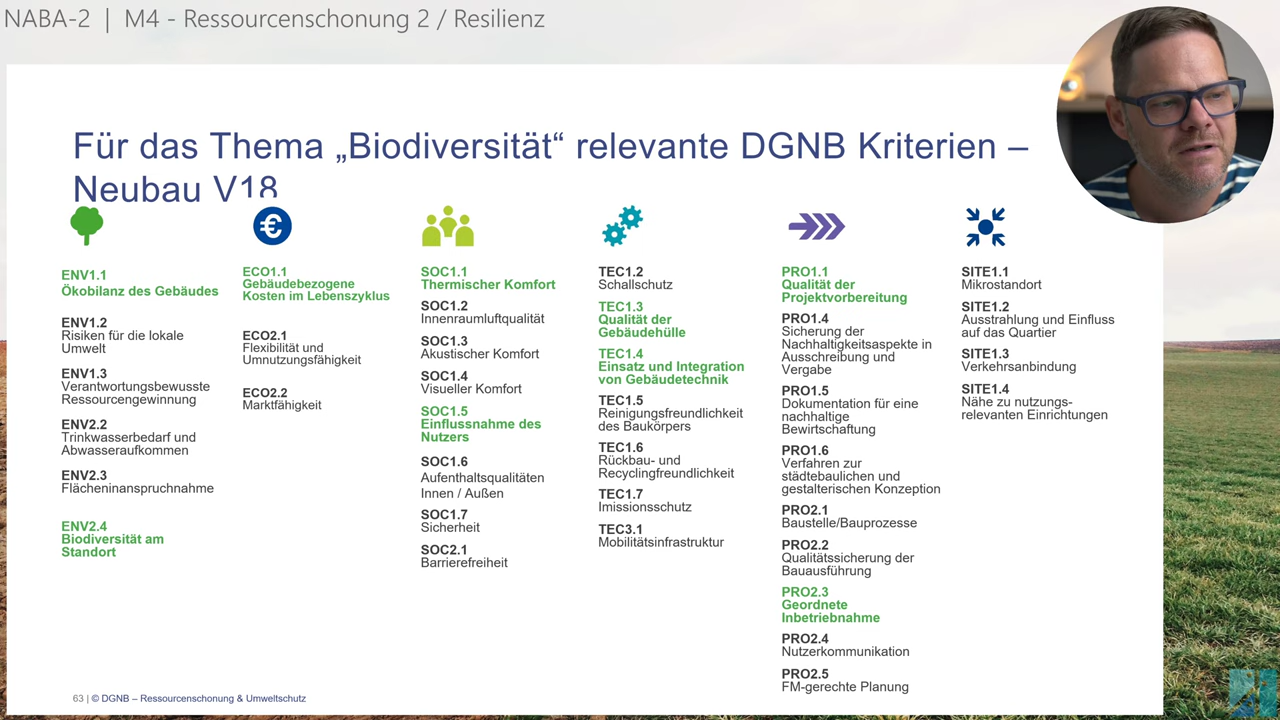 NABA-2 | M4 - Ressourcenschonung 2 / Resilienz
Für das Thema „Biodiversität“ relevante DGNB Kriterien –
Neubau V18
€
ENV1.1
Ökobilanz des Gebäudes
ENV1.2
Risiken für die lokale
Umwelt
ENV1.3
Verantwortungsbewusste
Ressourcengewinnung
ENV2.2
Trinkwasserbedarf und
Abwasseraufkommen
ENV2.3
Flächeninanspruchnahme
ENV2.4
Biodiversität am
Standort
ECO1.1
Gebäudebezogene
Kosten im Lebenszyklus
ECO2.1
Flexibilität und
Umnutzungsfähigkeit
ECO2.2
Marktfähigkeit
SOC1.1
Thermischer Komfort
SOC1.2
Innenraumluftqualität
SOC1.3
Akustischer Komfort
SOC1.4
Visueller Komfort
SOC1.5
Einflussnahme des
Nutzers
SOC1.6
Aufenthaltsqualitäten
Innen / Außen
SOC1.7
Sicherheit
SOC2.1
Barrierefreiheit
TEC1.2
Schallschutz
TEC1.3
Qualität der
Gebäudehülle
TEC1.4
Einsatz und Integration
von Gebäudetechnik
TEC1.5
Reinigungsfreundlichkeit
des Baukörpers
TEC1.6
Rückbau- und
Recyclingfreundlichkeit
TEC1.7
Imissionsschutz
TEC3.1
Mobilitätsinfrastruktur
PRO1.1
Qualität der
Projektvorbereitung
PRO1.4
Sicherung der
Nachhaltigkeitsaspekte in
Ausschreibung und
Vergabe
PRO1.5
Dokumentation für eine
nachhaltige
Bewirtschaftung
PRO1.6
Verfahren zur
städtebaulichen und
gestalterischen Konzeption
PRO2.1
Baustelle/Bauprozesse
PRO2.2
Qualitätssicherung der
Bauausführung
PRO2.3
Geordnete
Inbetriebnahme
PRO2.4
Nutzerkommunikation
PRO2.5
FM-gerechte Planung
SITE1.1
Mikrostandort
SITE1.2
Ausstrahlung und Einfluss
auf das Quartier
SITE1.3
Verkehrsanbindung
SITE1.4
Nähe zu nutzungs-
relevanten Einrichtungen
63 | © DGNB – Ressourcenschonung & Umweltschutz